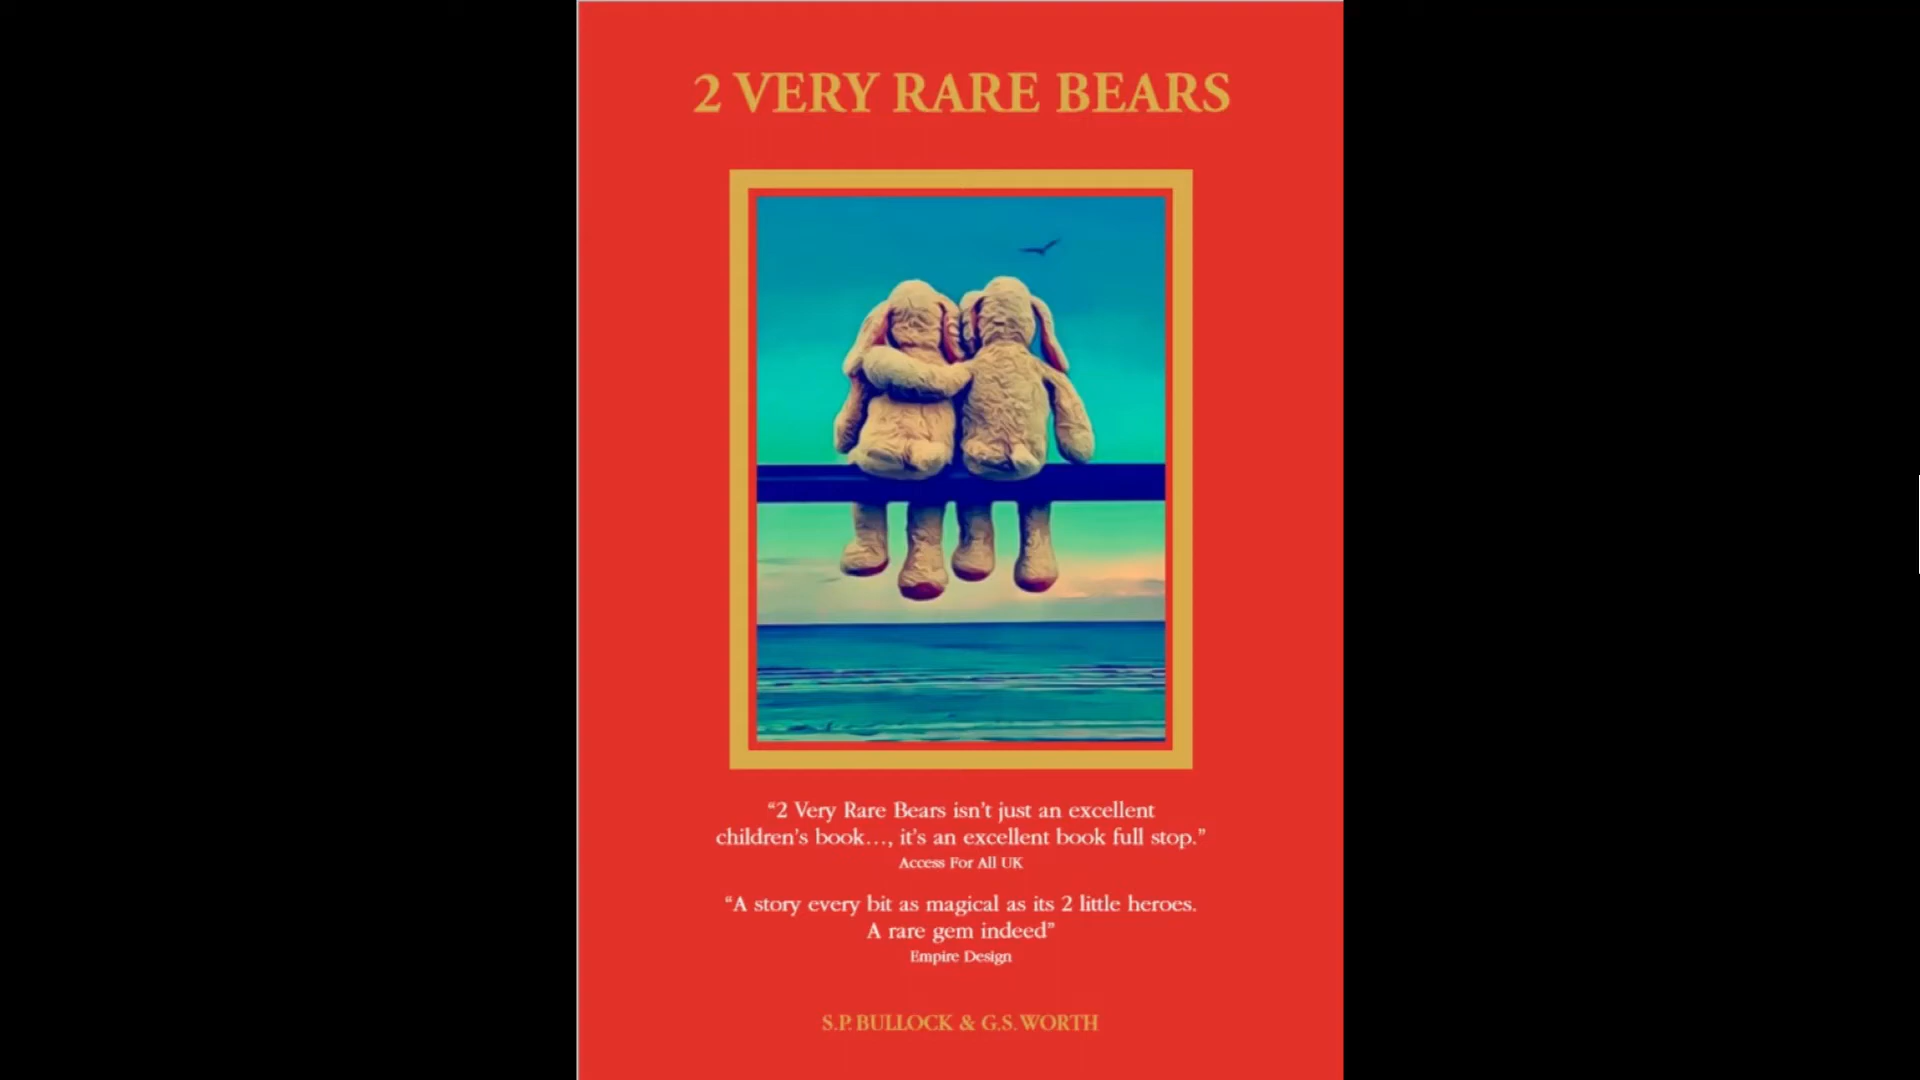 2 VERY RARE BEARS
“2 Very Rare Bears isn’t just an excellent
children’s book…, it’s an excellent book full stop.”
Access For All UK
“A story every bit as magical as its 2 little heroes.
A rare gem indeed”
Empire Design
S.P. BULLOCK & G.S. WORTH